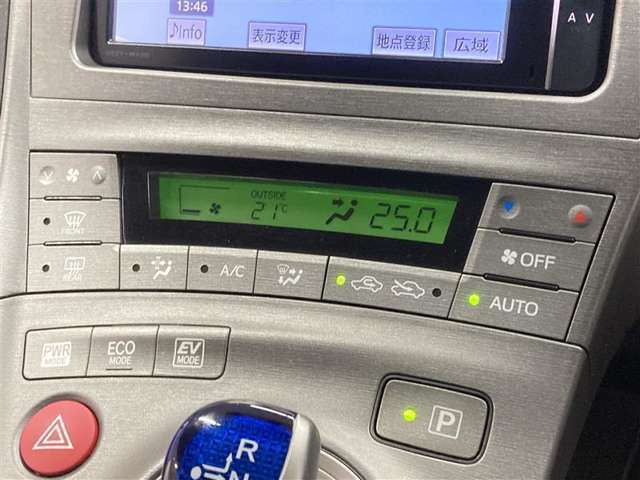 13:46
♪Info 表示変更 地点登録 広域
A V
OUTSIDE
21℃ 25.0
FRONT
REAR
A/C
OFF
AUTO
PWR MODE
ECO MODE
EV MODE
P
R
N